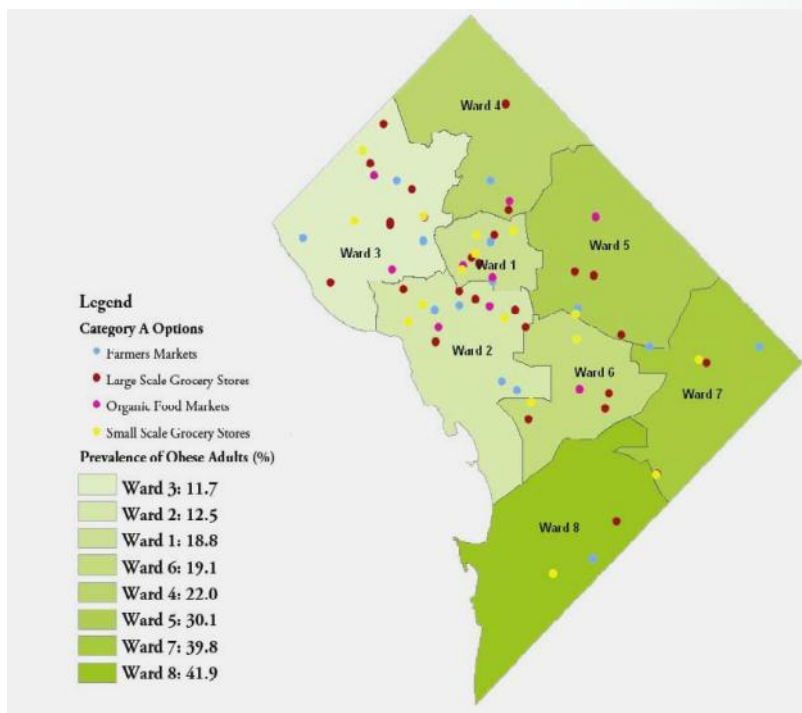 Ward 4
Ward 5
Ward 3
Ward 1
Ward 2
Ward 6
Ward 7
Ward 8
Legend
Category A Options
Farmers Markets
Large Scale Grocery Stores
Organic Food Markets
Small Scale Grocery Stores
Prevalence of Obese Adults (%)
Ward 3: 11.7
Ward 2: 12.5
Ward 1: 18.8
Ward 6: 19.1
Ward 4: 22.0
Ward 5: 30.1
Ward 7: 39.8
Ward 8: 41.9